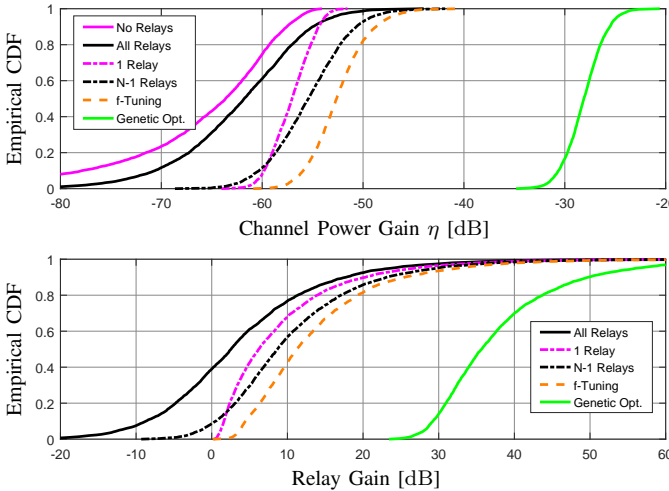 Empirical CDF
1
0.8
0.6
0.4
0.2
0
No Relays
All Relays
1 Relay
N-1 Relays
f-Tuning
Genetic Opt.
-80 -70 -60 -50 -40 -30 -20
Channel Power Gain η [dB]
Empirical CDF
1
0.8
0.6
0.4
0.2
0
All Relays
1 Relay
N-1 Relays
f-Tuning
Genetic Opt.
-20 -10 0 10 20 30 40 50 60
Relay Gain [dB]